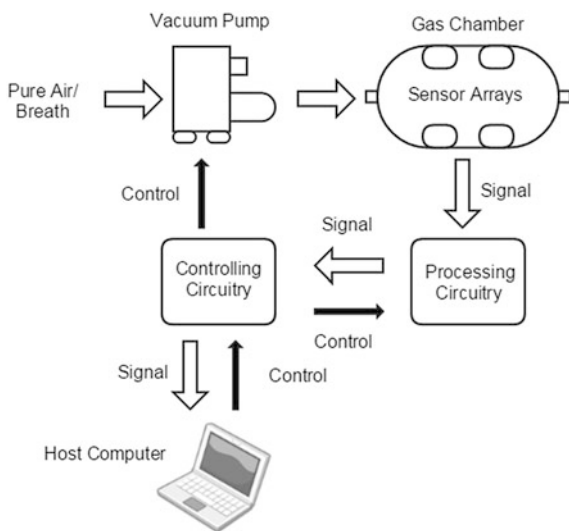 Vacuum Pump
Gas Chamber
Pure Air/
Breath
Sensor Arrays
Control
Signal
Signal
Controlling
Circuitry
Processing
Circuitry
Control
Signal
Control
Host Computer